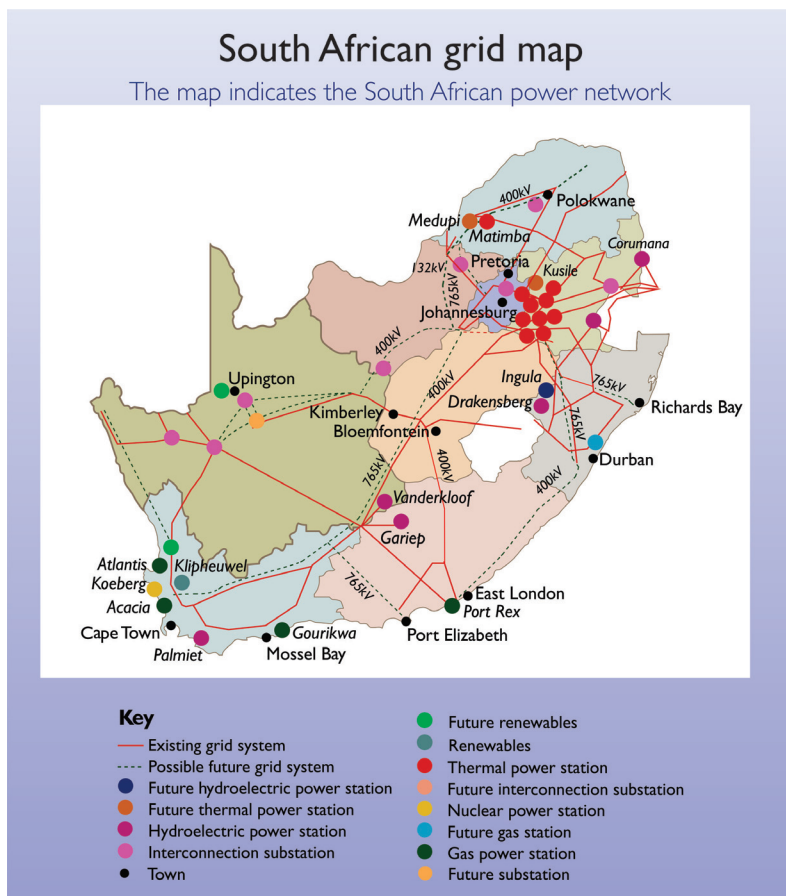 South African grid map
The map indicates the South African power network
400kV
Polokwane
Medupi
Matimba
Corumana
132kV
Pretoria
Kusile
765kV
Johannesburg
400kV
Upington
400kV
Ingula
765kV
Kimberley
Drakensberg
Richards Bay
Bloemfontein
765kV
400kV
Durban
765kV
400kV
Vanderkloof
Gariep
Atlantis
Klipheuwel
Koeberg
765kV
East London
Acacia
Port Rex
Cape Town
Gourikwa
Port Elizabeth
Palmiet
Mossel Bay
Key
Existing grid system
Possible future grid system
Future hydroelectric power station
Future thermal power station
Hydroelectric power station
Interconnection substation
Town
Future renewables
Renewables
Thermal power station
Future interconnection substation
Nuclear power station
Future gas station
Gas power station
Future substation